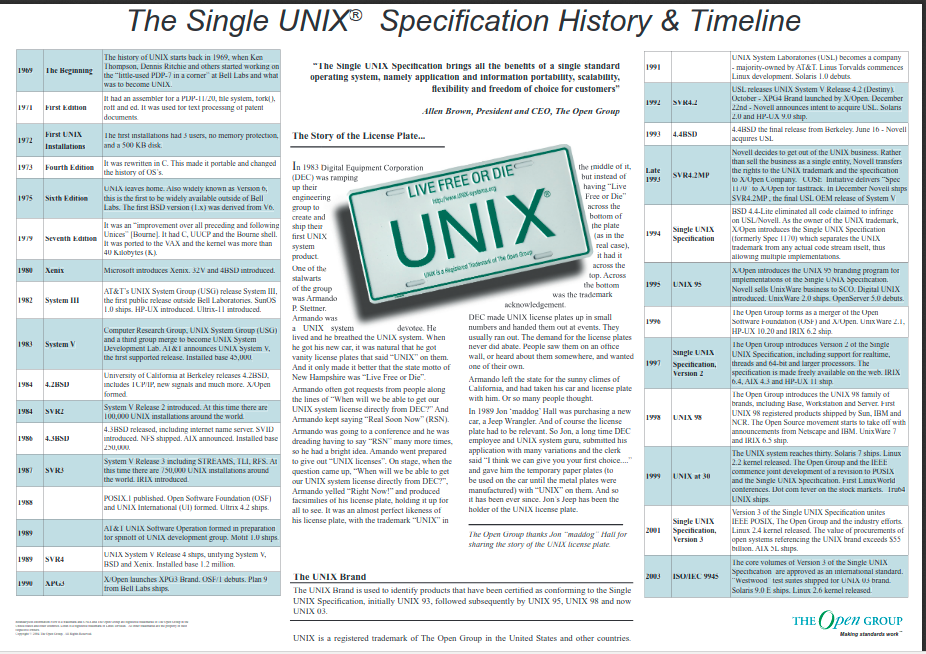 The Single UNIX® Specification History & Timeline
1969
The Beginning
The history of UNIX starts back in 1969, when Ken
Thompson, Dennis Ritchie and others started working on
the "little-used PDP-7 in a corner" at Bell Labs and what
was to become UNIX.
1971
First Edition
It had an assembler for a PDP-11/20, file system, fork(),
roff and ed. It was used for text processing of patent
documents.
1972
First UNIX
Installations
The first installations had 3 users, no memory protection,
and a 500 KB disk.
1973
Fourth Edition
It was rewritten in C. This made it portable and changed
the history of OS's.
1975
Sixth Edition
UNIX leaves home. Also widely known as Version 6,
this is the first to be widely available outside of Bell
Labs. The first BSD version (1.x) was derived from V6.
1979
Seventh Edition
It was an "improvement over all preceding and following
Unices" [Bourne]. It had C, UUCP and the Bourne shell.
It was ported to the VAX and the kernel was more than
40 Kilobytes (K).
1980
Xenix
Microsoft introduces Xenix. 32V and 4BSD introduced.
1982
System III
AT&T's UNIX System Group (USG) release System III,
the first public release outside Bell Laboratories. SunOS
1.0 ships. HP-UX introduced. Ultrix-11 introduced.
1983
System V
Computer Research Group, UNIX System Group (USG)
and a third group merge to become UNIX System
Development Lab. AT&T announces UNIX System V,
the first supported release. Installed base 45,000.
1984
4.2BSD
University of California at Berkeley releases 4.2BSD,
includes TCP/IP, new signals and much more. X/Open
formed.
1984
SVR2
System V Release 2 introduced. At this time there are
100,000 UNIX installations around the world.
1986
4.3BSD
4.3BSD released, including internet name server. SVID
introduced. NFS shipped. AIX announced. Installed base
250,000.
1987
SVR3
System V Release 3 including STREAMS, TLI, RFS. At
this time there are 750,000 UNIX installations around
the world. IRIX introduced.
1988
POSIX.1 published. Open Software Foundation (OSF)
and UNIX International (UI) formed. Ultrix 4.2 ships.
1989
AT&T UNIX Software Operation formed in preparation
for spinoff of UNIX development group. Motif 1.0 ships.
1989
SVR4
UNIX System V Release 4 ships, unifying System V,
BSD and Xenix. Installed base 1.2 million.
1990
XPG3
X/Open launches XPG3 Brand. OSF/1 debuts. Plan 9
from Bell Labs ships.
"The Single UNIX Specification brings all the benefits of a single standard
operating system, namely application and information portability, scalability,
flexibility and freedom of choice for customers"
Allen Brown, President and CEO, The Open Group
The Story of the License Plate...
In 1983 Digital Equipment Corporation
(DEC) was ramping
up their
engineering
group to
create and
ship their
first UNIX
system
product.
One of the
stalwarts
of the group
was Armando
P. Stettner.
Armando was
a UNIX system devotee. He
lived and he breathed the UNIX system. When
he got his new car, it was natural that he got
vanity license plates that said "UNIX" on them.
And it only made it better that the state motto of
New Hampshire was "Live Free or Die".
Armando often got requests from people along
the lines of "When will we be able to get our
UNIX system license directly from DEC?" And
Armando kept saying "Real Soon Now" (RSN).
Armando was going to a conference and he was
dreading having to say "RSN" many more times,
so he had a bright idea. Armando went prepared
to give out "UNIX licenses". On stage, when the
question came up, "When will we be able to get
our UNIX system license directly from DEC?",
Armando yelled "Right Now!" and produced
facsimiles of his license plate, holding it up for
all to see. It was an almost perfect likeness of
his license plate, with the trademark "UNIX" in
LIVE FREE OR DIE
http://www.unix-systems.org
UNIX®
UNIX is a Registered Trademark of The Open Group
the middle of it,
but instead of
having "Live
Free or Die"
across the
bottom of
the plate
(as in the
real case),
it had it
across the
top. Across
the bottom
was the trademark
acknowledgement.
DEC made UNIX license plates up in small
numbers and handed them out at events. They
usually ran out. The demand for the license plates
never did abate. People saw them on an office
wall, or heard about them somewhere, and wanted
one of their own.
Armando left the state for the sunny climes of
California, and had taken his car and license plate
with him. Or so many people thought.
In 1989 Jon 'maddog' Hall was purchasing a new
car, a Jeep Wrangler. And of course the license
plate had to be relevant. So Jon, a long time DEC
employee and UNIX system guru, submitted his
application with many variations and the clerk
said "I think we can give you your first choice...."
and gave him the temporary paper plates (to
be used on the car until the metal plates were
manufactured) with "UNIX" on them. And so
it has been ever since. Jon's Jeep has been the
holder of the UNIX license plate.
The Open Group thanks Jon "maddog" Hall for
sharing the story of the UNIX license plate.
The UNIX Brand
The UNIX Brand is used to identify products that have been certified as conforming to the Single
UNIX Specification, initially UNIX 93, followed subsequently by UNIX 95, UNIX 98 and now
UNIX 03.
UNIX is a registered trademark of The Open Group in the United States and other countries.
1991
UNIX System Laboratories (USL) becomes a company
- majority-owned by AT&T. Linus Torvalds commences
Linux development. Solaris 1.0 debuts.
1992
SVR4.2
USL releases UNIX System V Release 4.2 (Destiny).
October - XPG4 Brand launched by X/Open. December
22nd - Novell announces intent to acquire USL. Solaris
2.0 and HP-UX 9.0 ship.
1993
4.4BSD
4.4BSD the final release from Berkeley. June 16 - Novell
acquires USL
Late
1993
SVR4.2MP
Novell decides to get out of the UNIX business. Rather
than sell the business as a single entity, Novell transfers
the rights to the UNIX trademark and the specification
to X/Open Company. COSE Initiative delivers "Spec
1170" to X/Open for fasttrack. In December Novell ships
SVR4.2MP , the final USL OEM release of System V
1994
Single UNIX
Specification
BSD 4.4-Lite eliminated all code claimed to infringe
on USL/Novell. As the owner of the UNIX trademark,
X/Open introduces the Single UNIX Specification
(formerly Spec 1170) which separates the UNIX
trademark from any actual code stream itself, thus
allowing multiple implementations.
1995
UNIX 95
X/Open introduces the UNIX 95 branding program for
implementations of the Single UNIX Specification.
Novell sells UnixWare business to SCO. Digital UNIX
introduced. UnixWare 2.0 ships. OpenServer 5.0 debuts.
1996
The Open Group forms as a merger of the Open
Software Foundation (OSF) and X/Open. UnixWare 2.1,
HP-UX 10.20 and IRIX 6.2 ship.
1997
Single UNIX
Specification,
Version 2
The Open Group introduces Version 2 of the Single
UNIX Specification, including support for realtime,
threads and 64-bit and larger processors. The
specification is made freely available on the web. IRIX
6.4, AIX 4.3 and HP-UX 11 ship.
1998
UNIX 98
The Open Group introduces the UNIX 98 family of
brands, including Base, Workstation and Server. First
UNIX 98 registered products shipped by Sun, IBM and
NCR. The Open Source movement starts to take off with
announcements from Netscape and IBM. UnixWare 7
and IRIX 6.5 ship.
1999
UNIX at 30
The UNIX system reaches thirty. Solaris 7 ships. Linux
2.2 kernel released. The Open Group and the IEEE
commence joint development of a revision to POSIX
and the Single UNIX Specification. First LinuxWorld
conferences. Dot com fever on the stock markets. Tru64
UNIX ships.
2001
Single UNIX
Specification,
Version 3
Version 3 of the Single UNIX Specification unites
IEEE POSIX, The Open Group and the industry efforts.
Linux 2.4 kernel released. The value of procurements of
open systems referencing the UNIX brand exceeds $55
billion. AIX 5L ships.
2003
ISO/IEC 9945
The core volumes of Version 3 of the Single UNIX
Specification are approved as an international standard.
"Westwood" test suites shipped for UNIX 03 brand.
Solaris 9.0 E ships. Linux 2.6 kernel released.
THE Open GROUP
Making standards work™